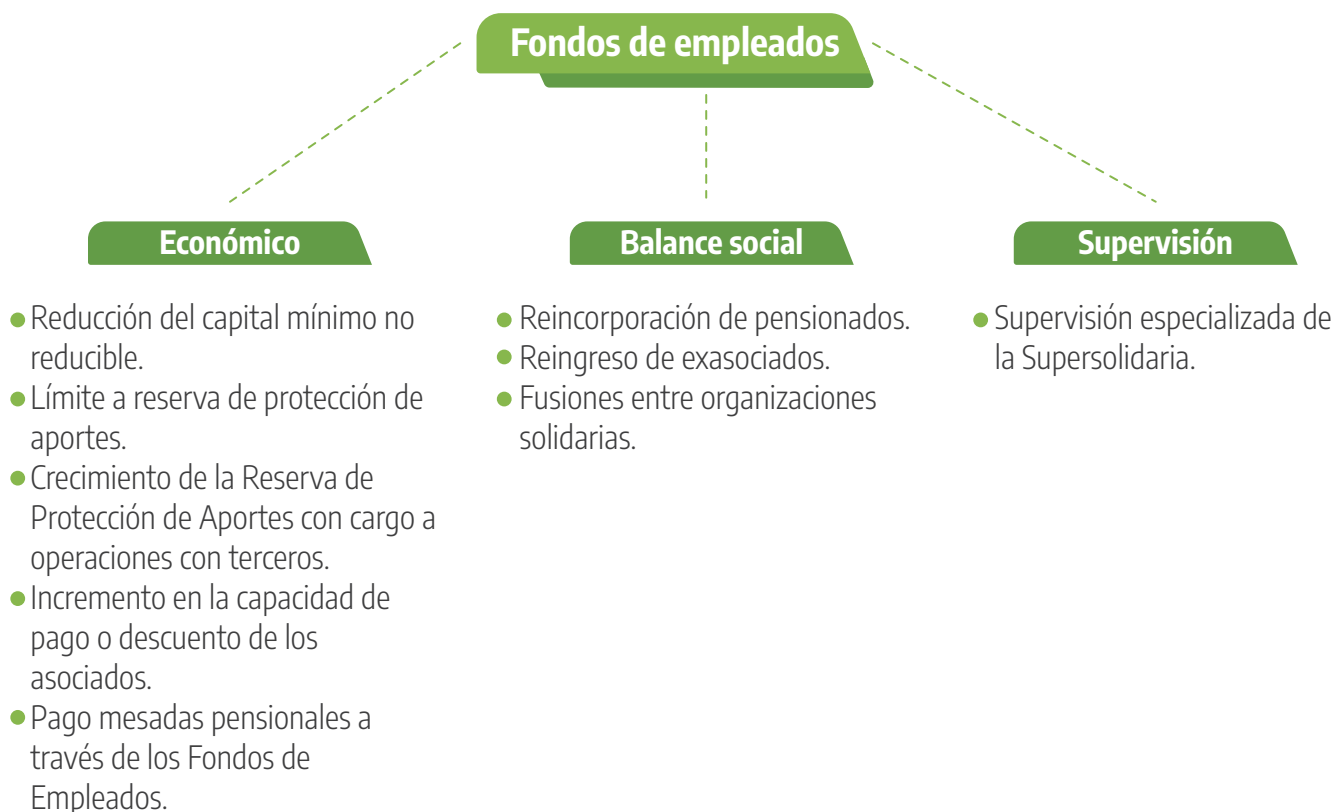 Fondos de empleados
Económico
Reducción del capital mínimo no
reducible.
Límite a reserva de protección de
aportes.
Crecimiento de la Reserva de
Protección de Aportes con cargo a
operaciones con terceros.
Incremento en la capacidad de
pago o descuento de los
asociados.
Pago mesadas pensionales a
través de los Fondos de
Empleados.
Balance social
Reincorporación de pensionados.
Reingreso de exasociados.
Fusiones entre organizaciones
solidarias.
Supervisión
Supervisión especializada de
la Supersolidaria.